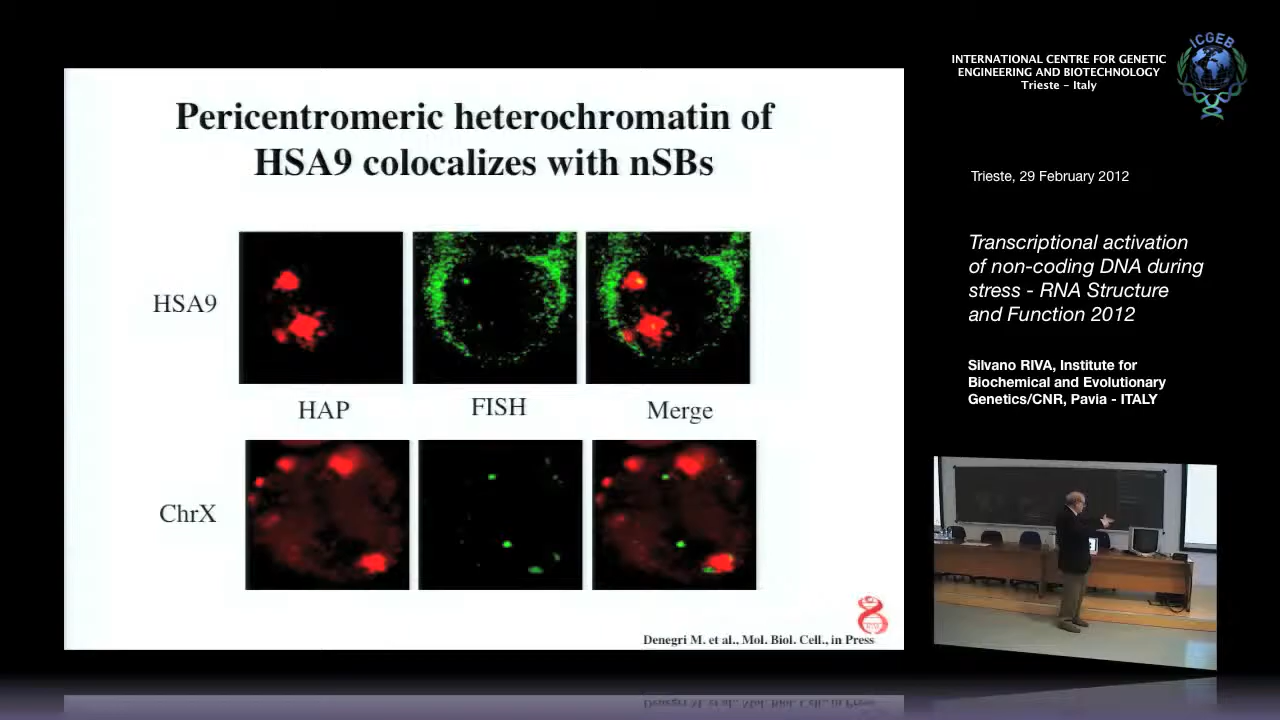 Pericentromeric heterochromatin of
HSA9 colocalizes with nSBs
HSA9
HAP
FISH
Merge
ChrX
Denegri M. et al., Mol. Biol. Cell., in Press
INTERNATIONAL CENTRE FOR GENETIC
ENGINEERING AND BIOTECHNOLOGY
Trieste - Italy
ICGEB
Trieste, 29 February 2012
Transcriptional activation
of non-coding DNA during
stress - RNA Structure
and Function 2012
Silvano RIVA, Institute for
Biochemical and Evolutionary
Genetics/CNR, Pavia - ITALY